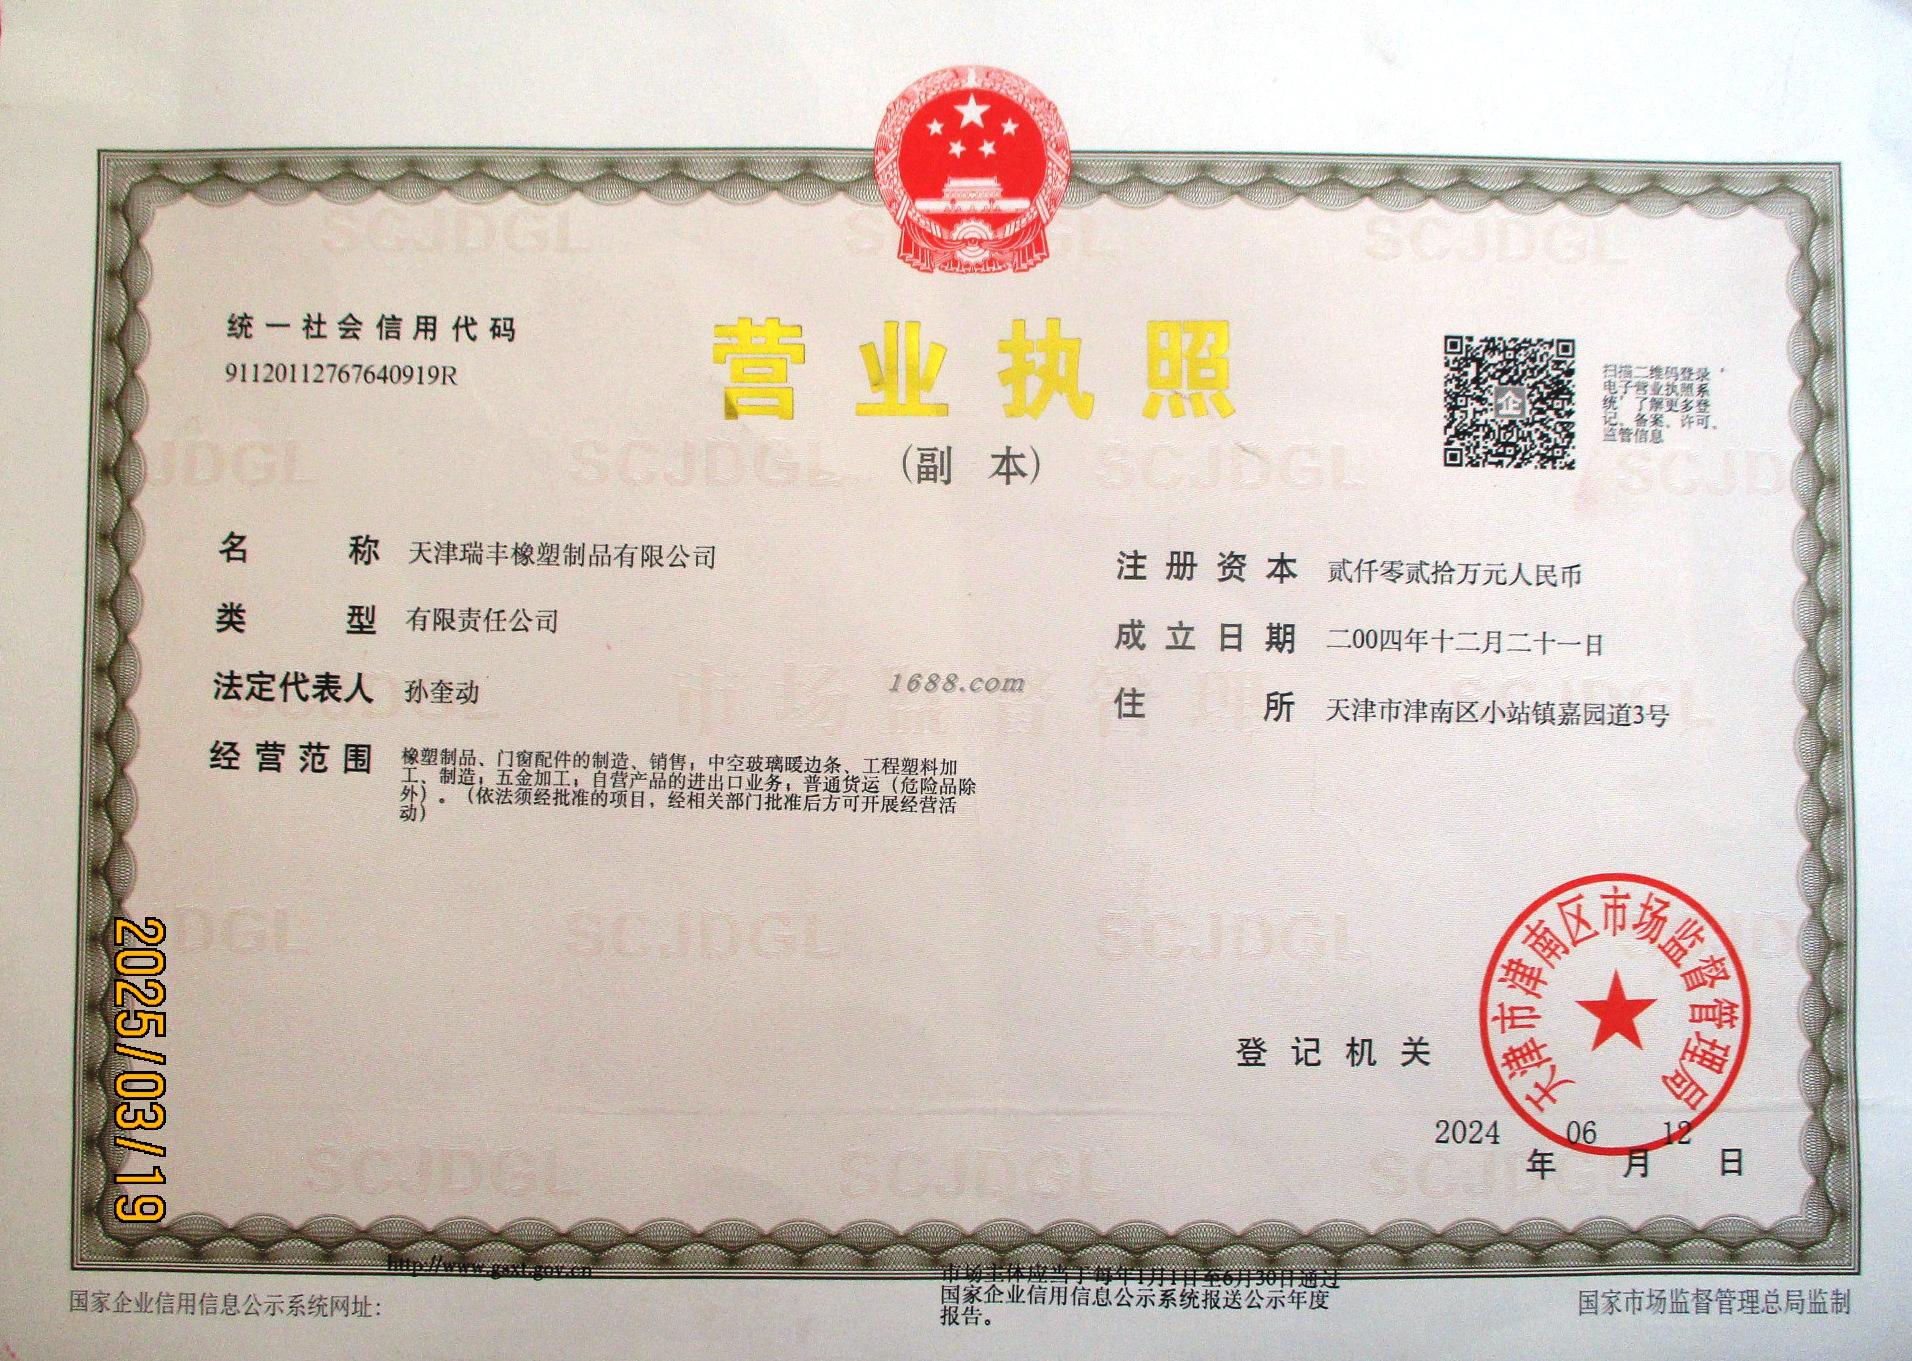 统一社会信用代码
91120112767640919R
营业执照
(副 本)
扫描二维码登录'
电子营业执照系
统'了解更多登
记、备案、许可、
监管信息
名 称 天津瑞丰橡塑制品有限公司
类 型 有限责任公司
法定代表人 孙奎动
经营范围 橡塑制品、门窗配件的制造、销售；中空玻璃暖边条、工程塑料加
工、制造；五金加工；自营产品的进出口业务；普通货运（危险品除
外）。（依法须经批准的项目，经相关部门批准后方可开展经营活
动）
注册资本 贰仟零贰拾万元人民币
成立日期 二00四年十二月二十一日
住 所 天津市津南区小站镇嘉园道3号
1688.com
登记机关
天津市津南区市场监督管理局
2024 年 06 月 12 日
2025/03/19
http://www.gsxt.gov.cn
国家企业信用信息公示系统网址：
市场主体应当于每年1月1日至6月30日通过
国家企业信用信息公示系统报送公示年度
报告。
国家市场监督管理总局监制
SCJDGL